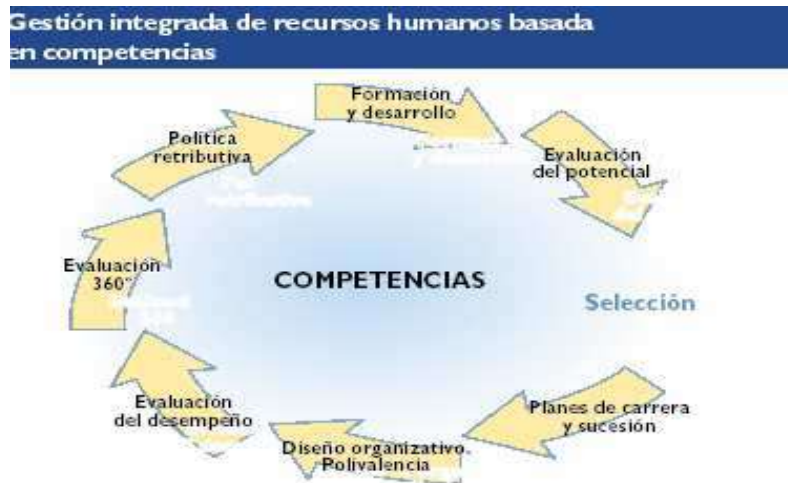 Gestión integrada de recursos humanos basada
en competencias
Formación
y desarrollo
Política
retributiva
Evaluación
del potencial
Evaluación
360°
COMPETENCIAS
Selección
Evaluación
del desempeño
Planes de carrera
y sucesión
Diseño organizativo.
Polivalencia